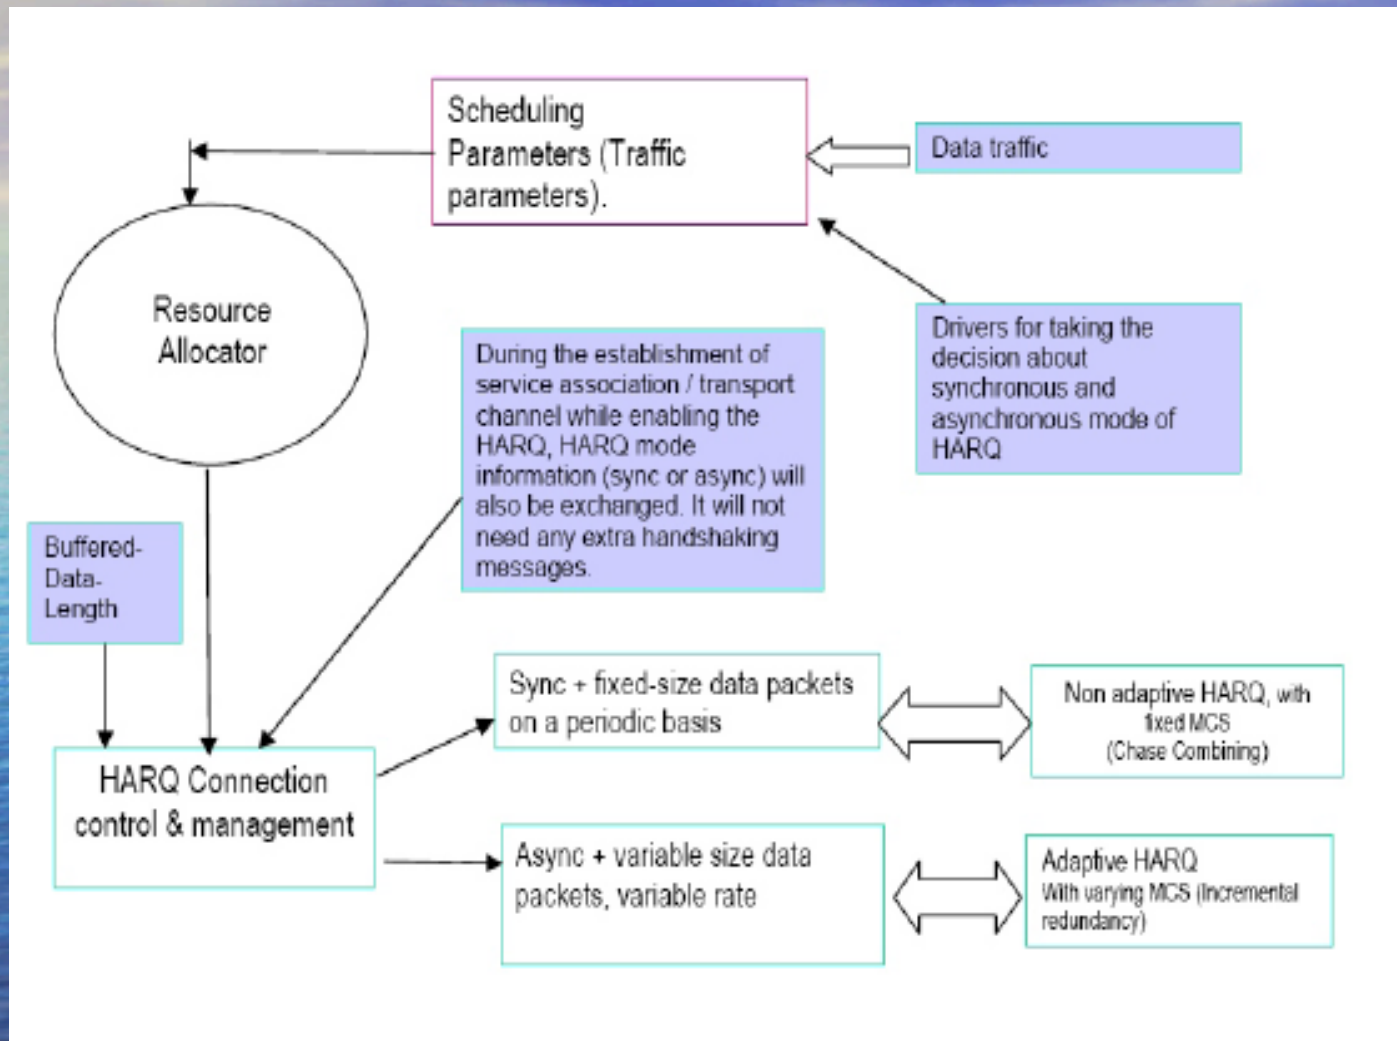 Scheduling
Parameters (Traffic
parameters).
Data traffic
Resource
Allocator
During the establishment of
service association / transport
channel while enabling the
HARQ, HARQ mode
information (sync or async) will
also be exchanged. It will not
need any extra handshaking
messages.
Drivers for taking the
decision about
synchronous and
asynchronous mode of
HARQ
Buffered-
Data-
Length
Sync + fixed-size data packets
on a periodic basis
Non adaptive HARQ, with
fixed MCS
(Chase Combining)
HARQ Connection
control & management
Async + variable size data
packets, variable rate
Adaptive HARQ
With varying MCS (Incremental
redundancy)